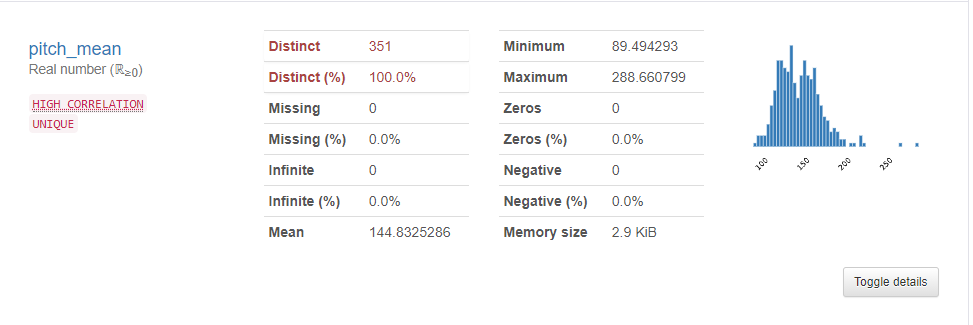 pitch_mean
Real number (ℝ≥0)
HIGH CORRELATION
UNIQUE
Distinct 351
Distinct (%) 100.0%
Missing 0
Missing (%) 0.0%
Infinite 0
Infinite (%) 0.0%
Mean 144.8325286
Minimum 89.494293
Maximum 288.660799
Zeros 0
Zeros (%) 0.0%
Negative 0
Negative (%) 0.0%
Memory size 2.9 KiB
100 150 200 250
Toggle details